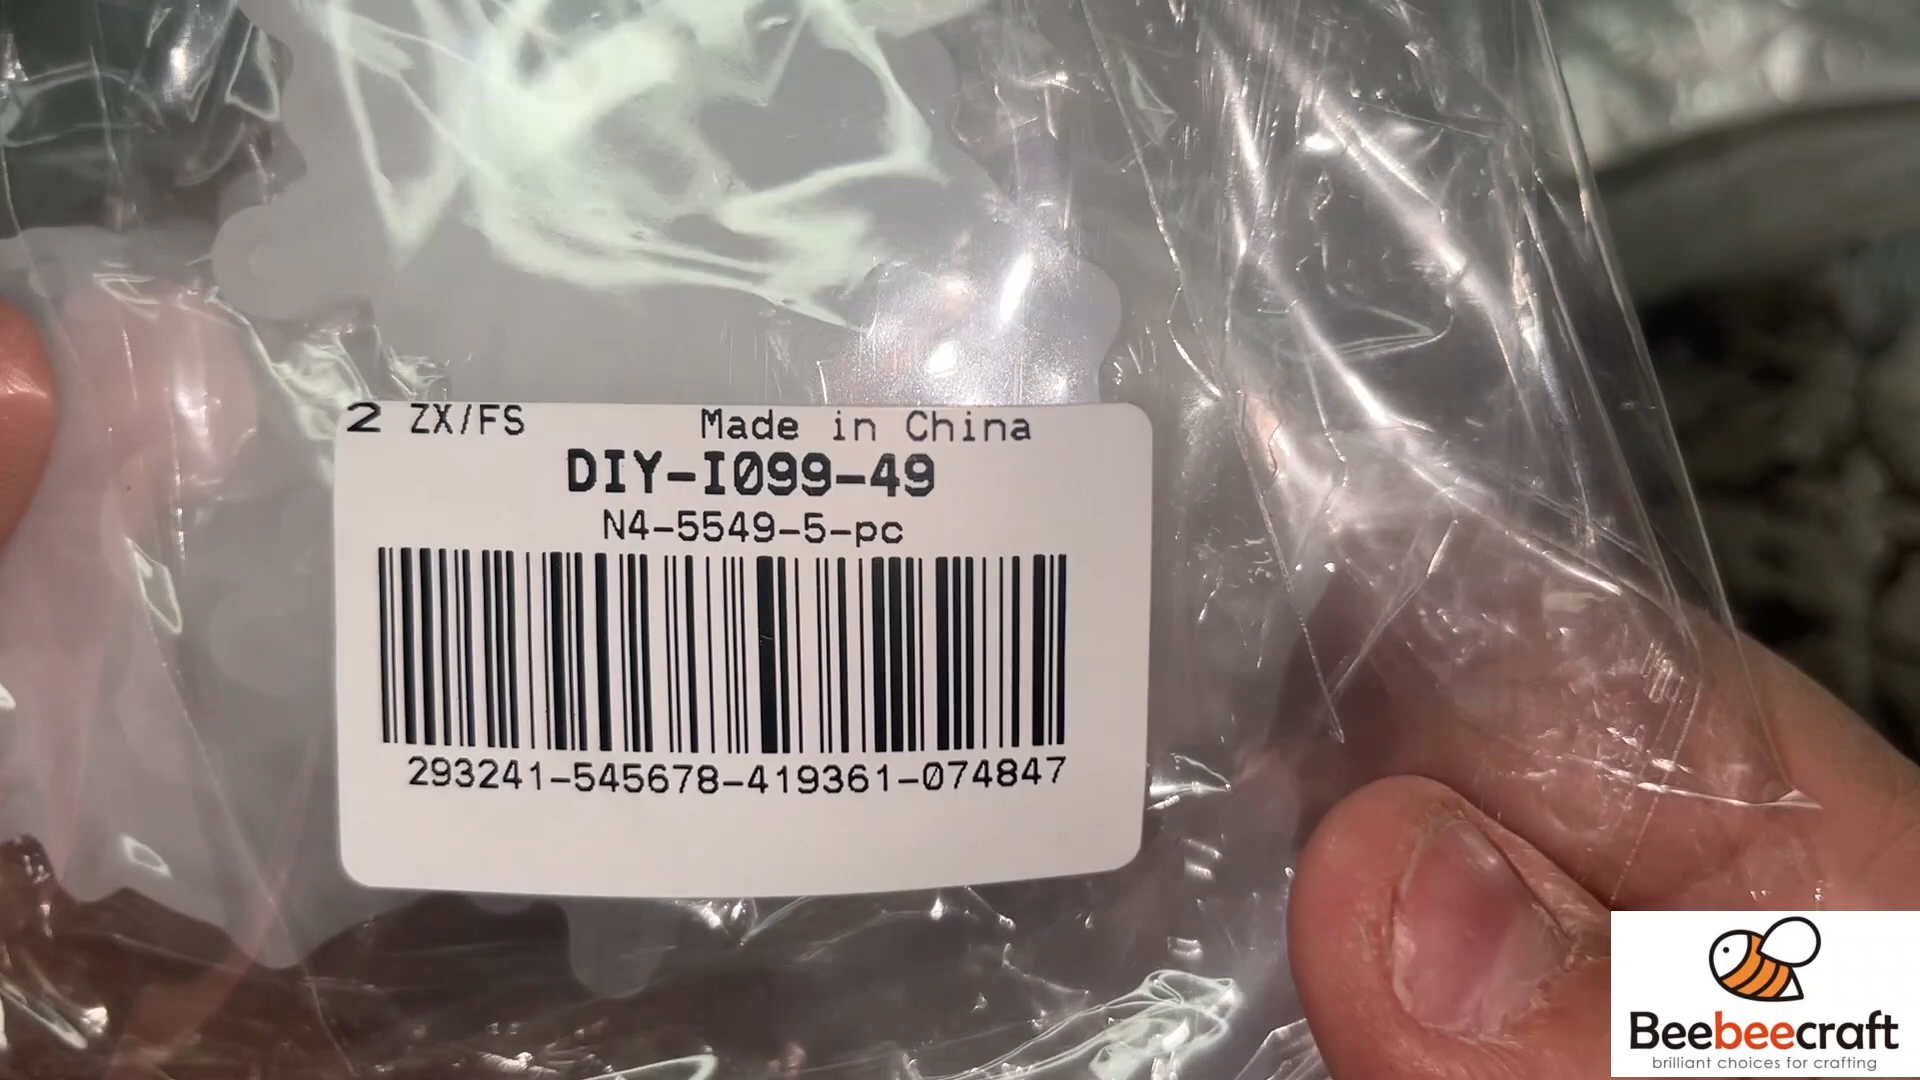 2 ZX/FS Made in China
DIY-I099-49
N4-5549-5-pc
293241-545678-419361-074847
Beebeecraft
brilliant choices for crafting